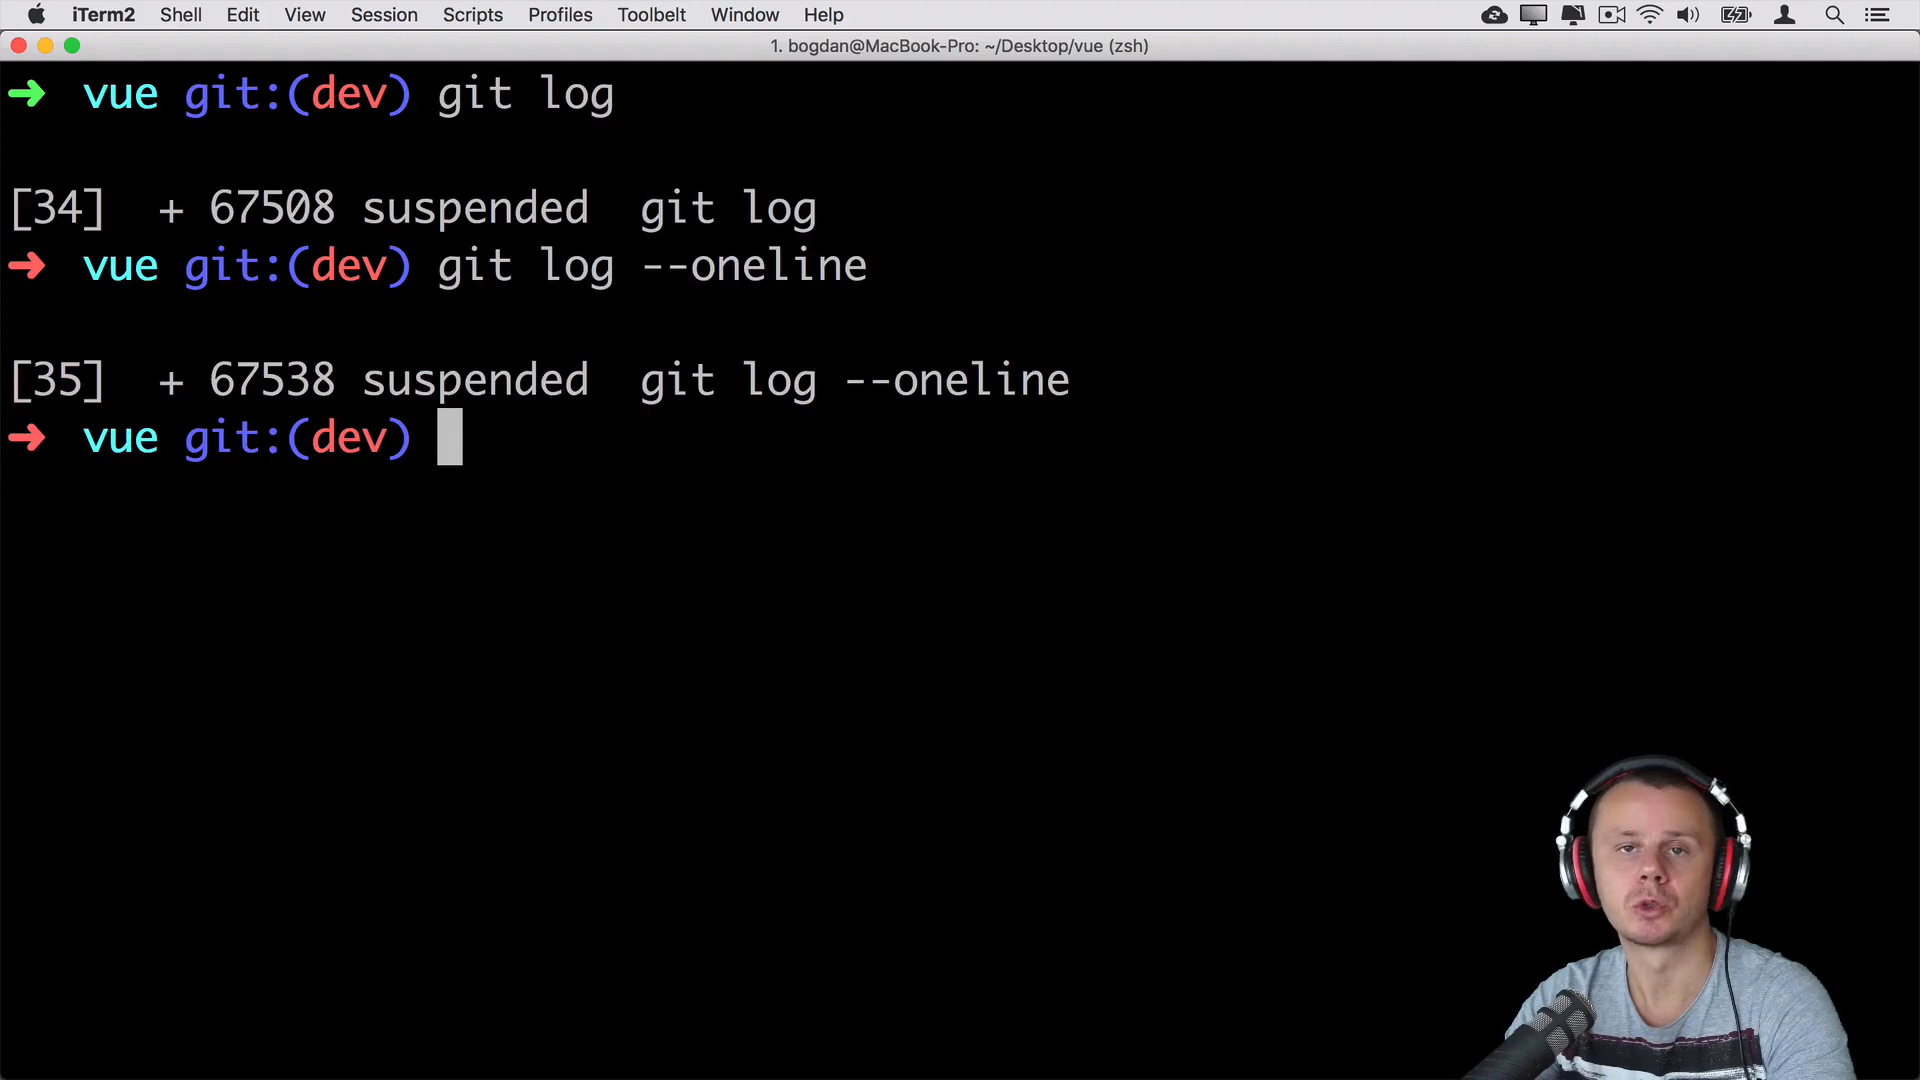 iTerm2 Shell Edit View Session Scripts Profiles Toolbelt Window Help
1. bogdan@MacBook-Pro: ~/Desktop/vue (zsh)
➜ vue git:(dev) git log
[34] + 67508 suspended git log
➜ vue git:(dev) git log --oneline
[35] + 67538 suspended git log --oneline
➜ vue git:(dev)